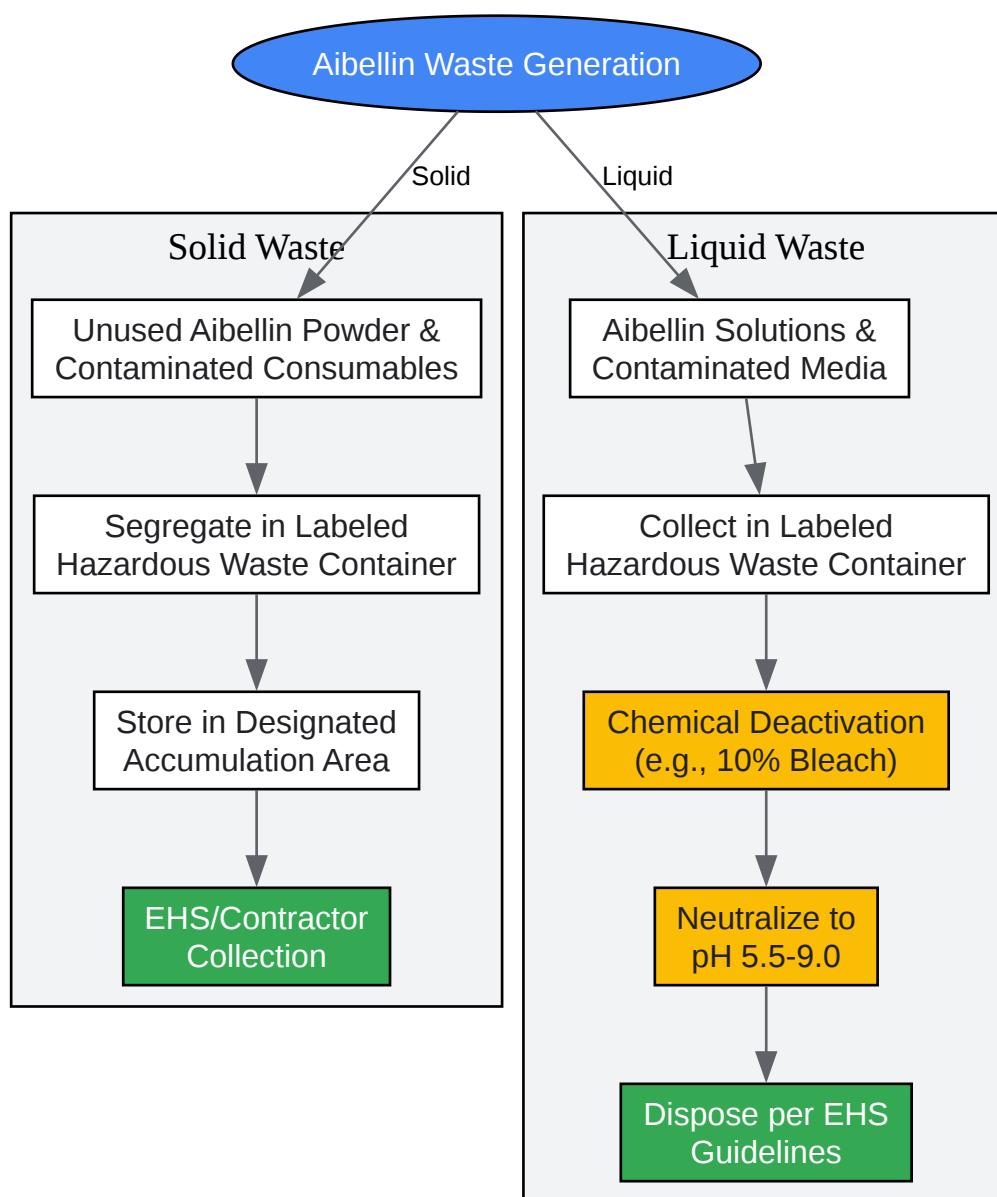 Aibellin Waste Generation
Solid
Liquid
Solid Waste
Unused Aibellin Powder &
Contaminated Consumables
Segregate in Labeled
Hazardous Waste Container
Store in Designated
Accumulation Area
EHS/Contractor
Collection
Liquid Waste
Aibellin Solutions &
Contaminated Media
Collect in Labeled
Hazardous Waste Container
Chemical Deactivation
(e.g., 10% Bleach)
Neutralize to
pH 5.5-9.0
Dispose per EHS
Guidelines